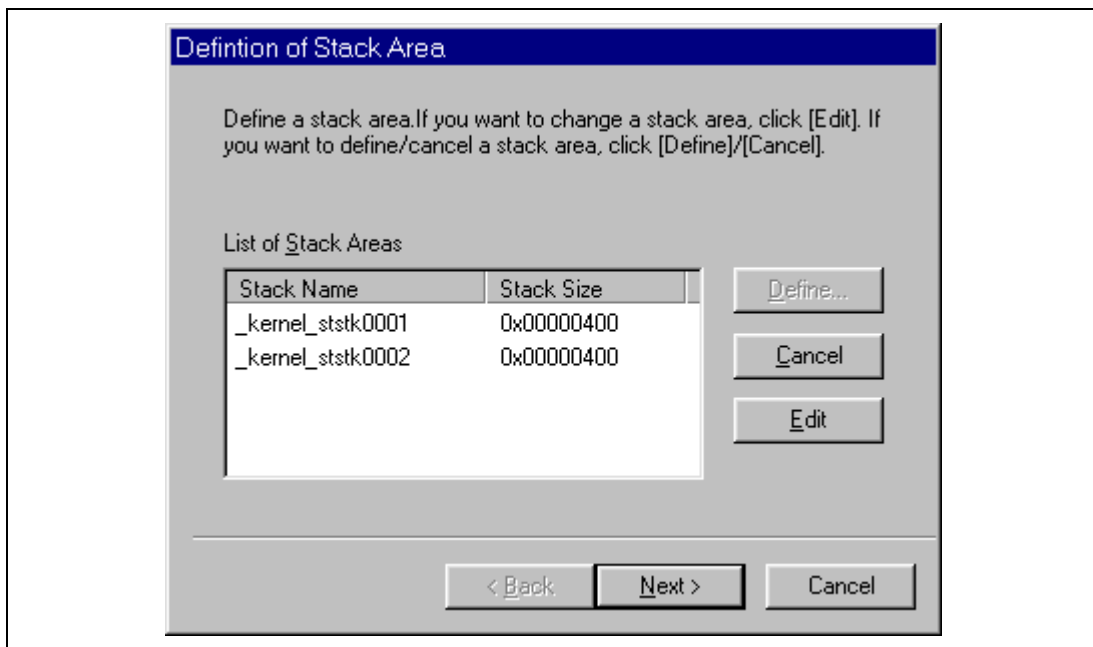 Defintion of Stack Area
Define a stack area.If you want to change a stack area, click [Edit]. If
you want to define/cancel a stack area, click [Define]/[Cancel].
List of Stack Areas
Stack Name Stack Size
_kernel_ststk0001 0x00000400
_kernel_ststk0002 0x00000400
Define...
Cancel
Edit
< Back Next > Cancel